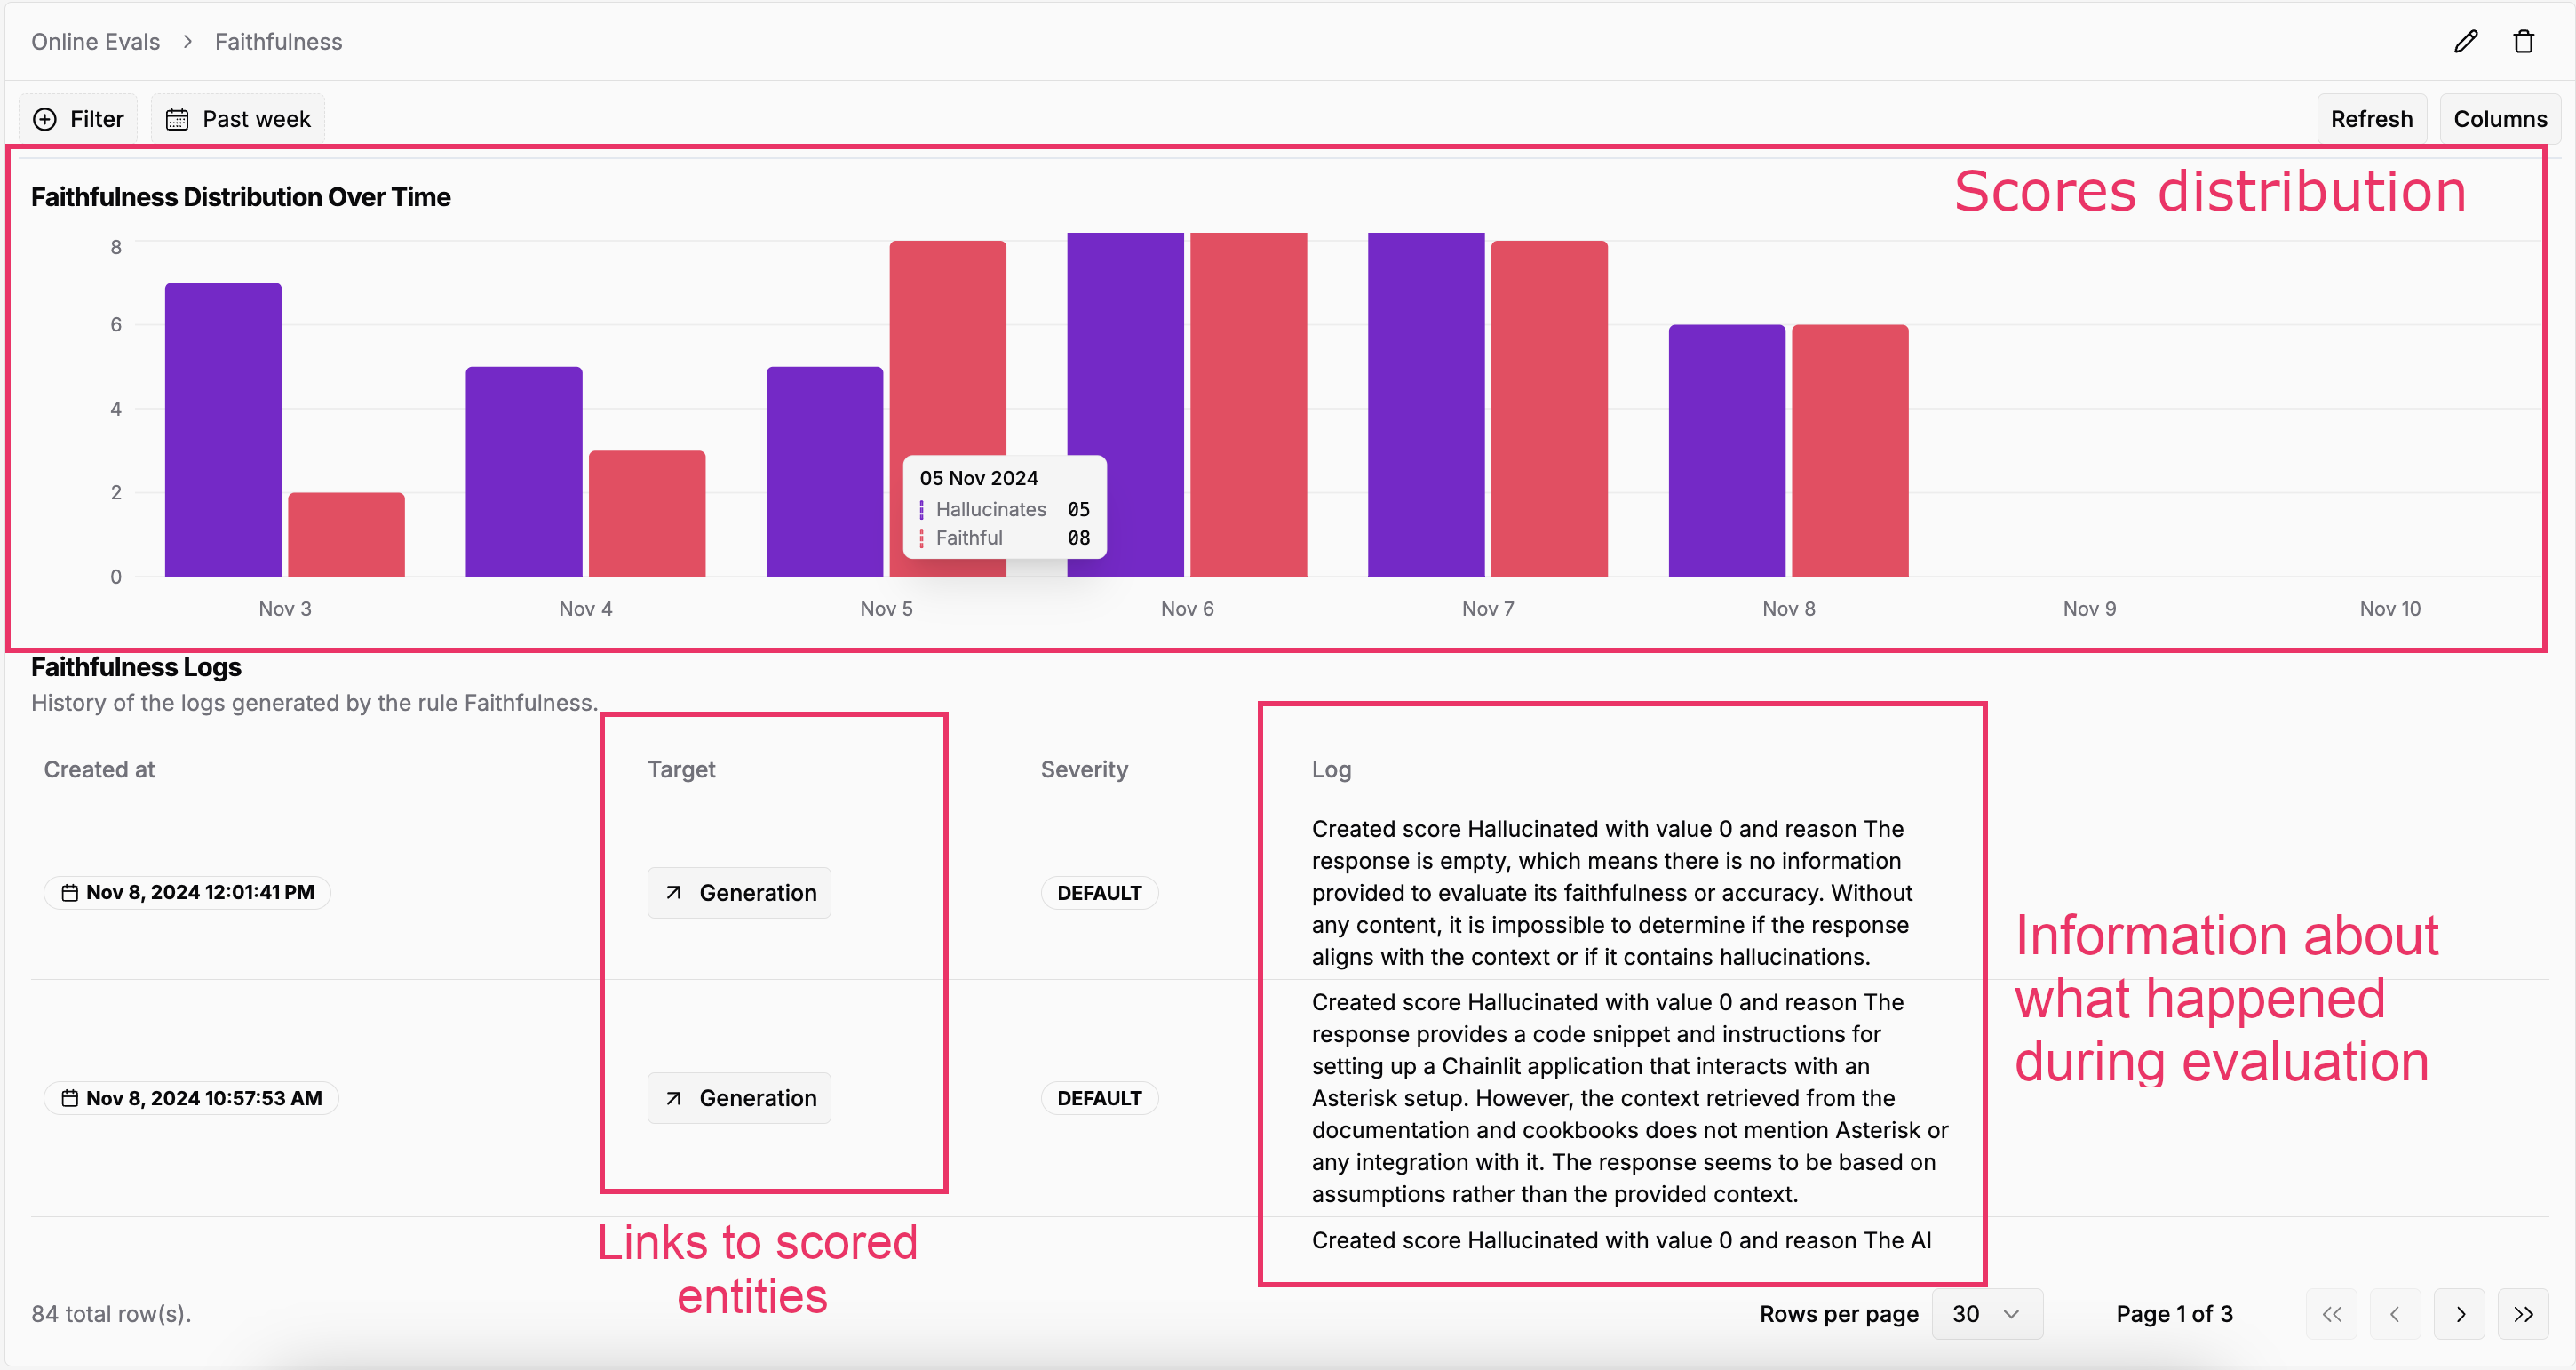 Online Evals > Faithfulness
Filter
Past week
Refresh
Columns
Faithfulness Distribution Over Time
Scores distribution
8
6
4
2
0
05 Nov 2024
Hallucinates 05
Faithful 08
Nov 3
Nov 4
Nov 5
Nov 6
Nov 7
Nov 8
Nov 9
Nov 10
Faithfulness Logs
History of the logs generated by the rule Faithfulness.
Created at
Target
Severity
Log
Nov 8, 2024 12:01:41 PM
Generation
DEFAULT
Created score Hallucinated with value 0 and reason The
response is empty, which means there is no information
provided to evaluate its faithfulness or accuracy. Without
any content, it is impossible to determine if the response
aligns with the context or if it contains hallucinations.
Information about
what happened
during evaluation
Nov 8, 2024 10:57:53 AM
Generation
DEFAULT
Created score Hallucinated with value 0 and reason The
response provides a code snippet and instructions for
setting up a Chainlit application that interacts with an
Asterisk setup. However, the context retrieved from the
documentation and cookbooks does not mention Asterisk or
any integration with it. The response seems to be based on
assumptions rather than the provided context.
Links to scored
entities
Created score Hallucinated with value 0 and reason The AI
84 total row(s).
Rows per page
30
Page 1 of 3